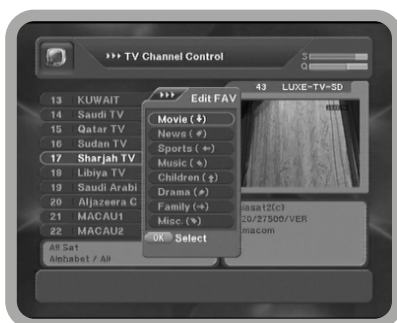 >>> TV Channel Control
S
Q
43 LUXE-TV-SD
13 KUWAIT
14 Saudi TV
15 Qatar TV
16 Sudan TV
17 Sharjah TV
18 Libiya TV
19 Saudi Arabi
20 Aljazeera C
21 MACAU1
22 MACAU2
>>> Edit FAV
Movie (↓)
News (
Sports (←)
Music (
Children (↑)
Drama (
Family (→)
Misc. (
OK Select
asat2(c)
20/27500/VER
macom
All Sat
Alphabet / All